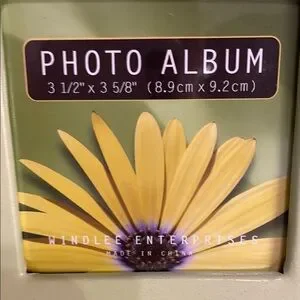 PHOTO ALBUM
3 1/2" x 3 5/8" (8.9cm x 9.2cm)
WINDLEE ENTERPRISES
MADE IN CHINA